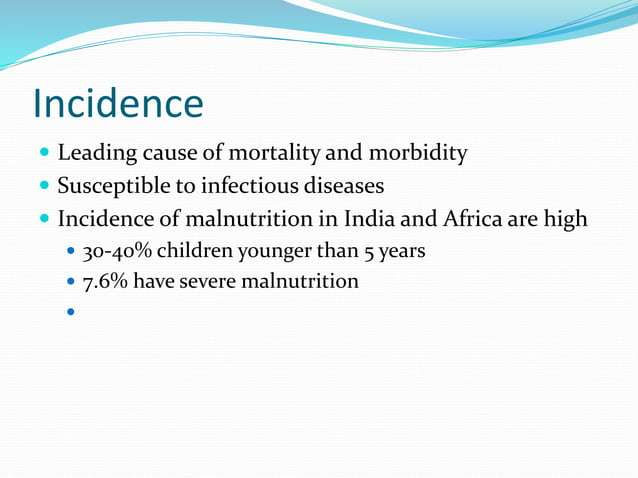 Incidence
Leading cause of mortality and morbidity
Susceptible to infectious diseases
Incidence of malnutrition in India and Africa are high
30-40% children younger than 5 years
7.6% have severe malnutrition